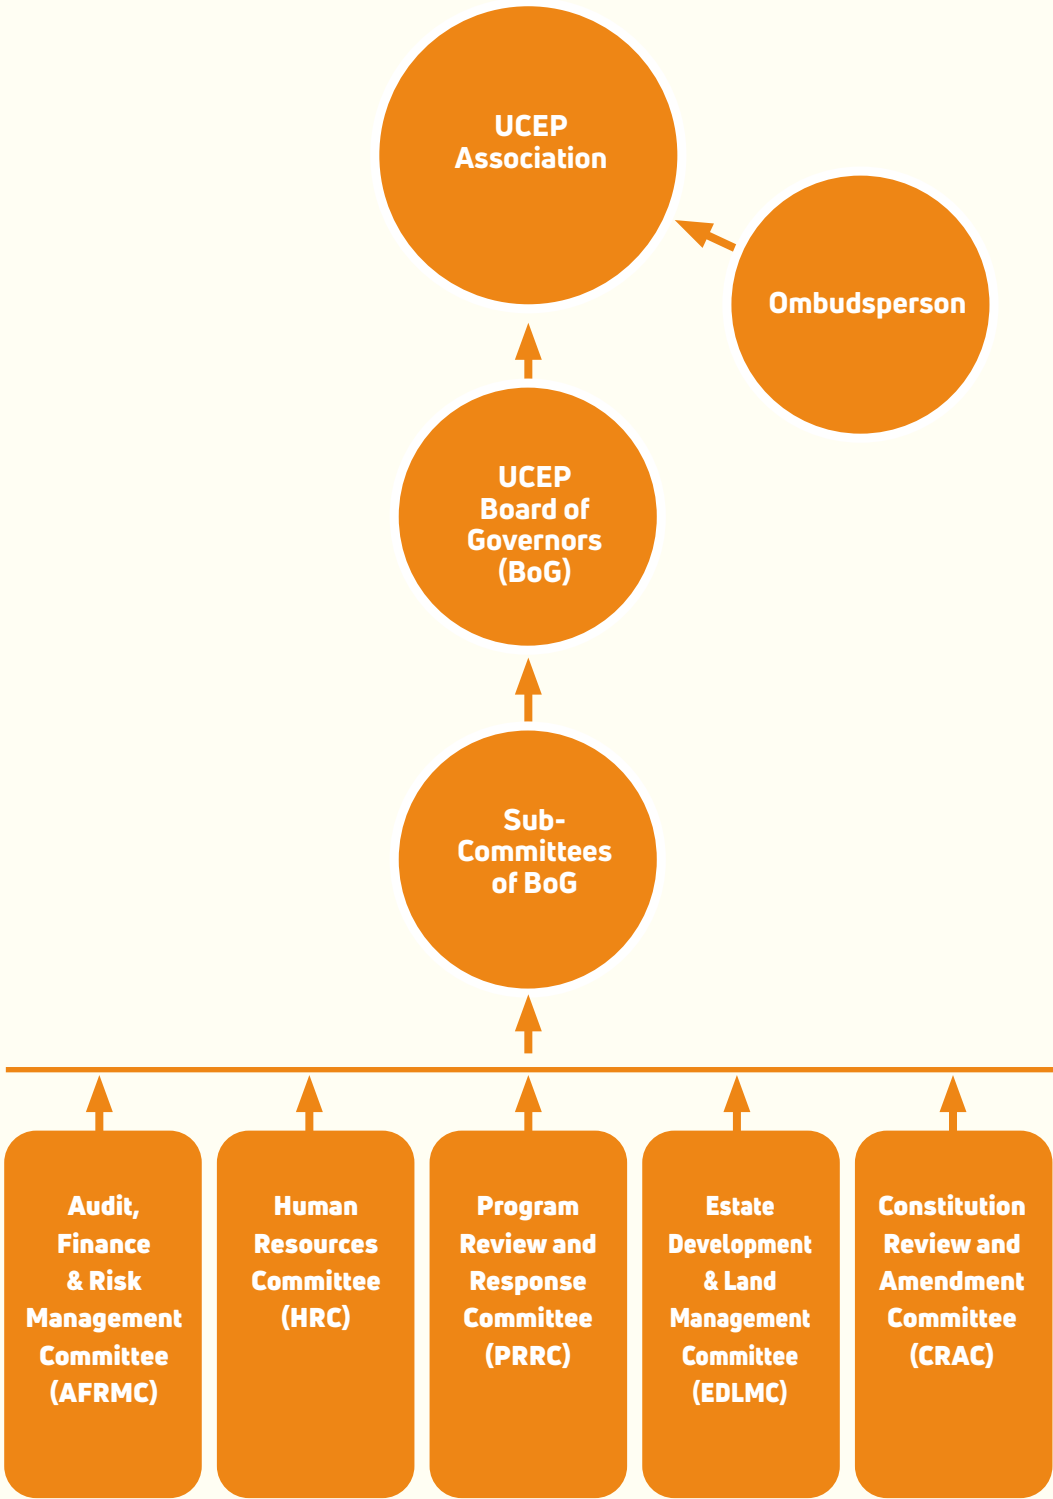 UCEP
Association
Ombudsperson
UCEP
Board of
Governors
(BoG)
Sub-
Committees
of BoG
Audit,
Finance
& Risk
Management
Committee
(AFRMC)
Human
Resources
Committee
(HRC)
Program
Review and
Response
Committee
(PRRC)
Estate
Development
& Land
Management
Committee
(EDLMC)
Constitution
Review and
Amendment
Committee
(CRAC)